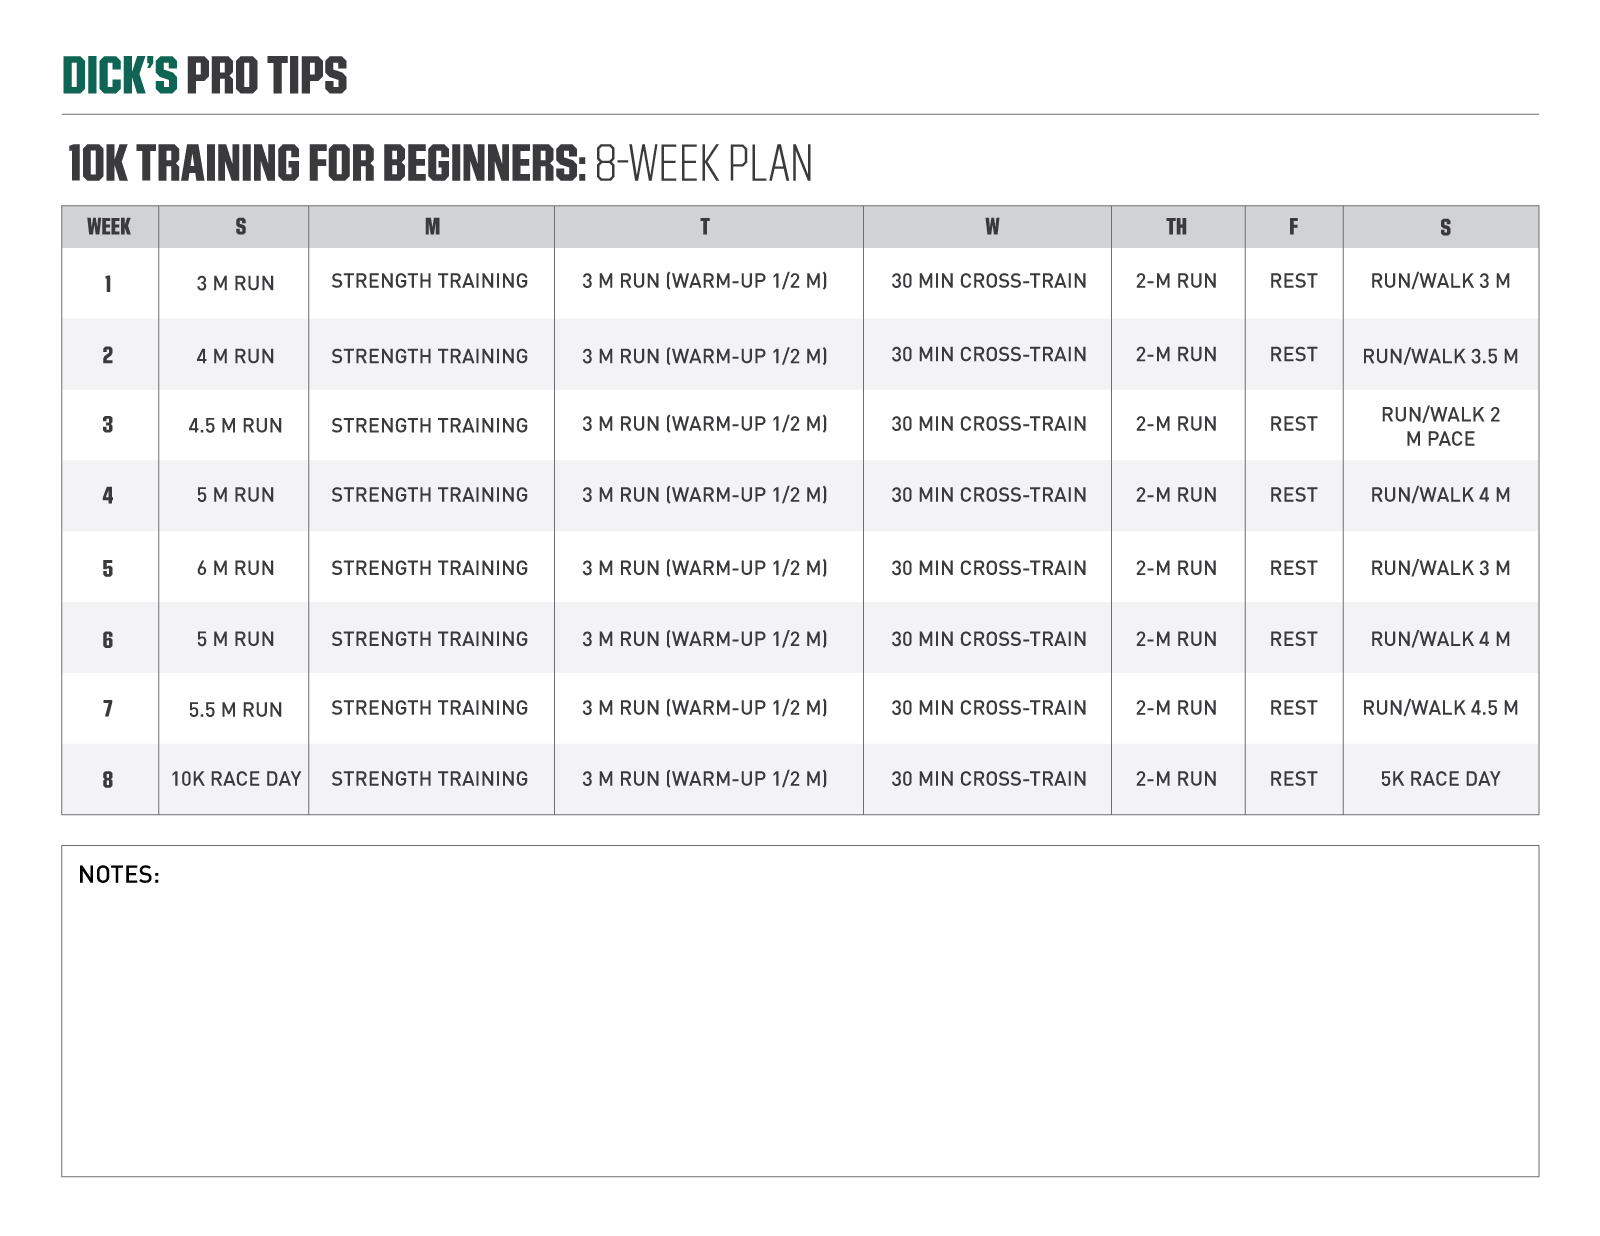 DICK'S PRO TIPS
10K TRAINING FOR BEGINNERS: 8-WEEK PLAN
WEEK S M T W TH F S
1 3 M RUN STRENGTH TRAINING 3 M RUN (WARM-UP 1/2 M) 30 MIN CROSS-TRAIN 2-M RUN REST RUN/WALK 3 M
2 4 M RUN STRENGTH TRAINING 3 M RUN (WARM-UP 1/2 M) 30 MIN CROSS-TRAIN 2-M RUN REST RUN/WALK 3.5 M
3 4.5 M RUN STRENGTH TRAINING 3 M RUN (WARM-UP 1/2 M) 30 MIN CROSS-TRAIN 2-M RUN REST RUN/WALK 2
M PACE
4 5 M RUN STRENGTH TRAINING 3 M RUN (WARM-UP 1/2 M) 30 MIN CROSS-TRAIN 2-M RUN REST RUN/WALK 4 M
5 6 M RUN STRENGTH TRAINING 3 M RUN (WARM-UP 1/2 M) 30 MIN CROSS-TRAIN 2-M RUN REST RUN/WALK 3 M
6 5 M RUN STRENGTH TRAINING 3 M RUN (WARM-UP 1/2 M) 30 MIN CROSS-TRAIN 2-M RUN REST RUN/WALK 4 M
7 5.5 M RUN STRENGTH TRAINING 3 M RUN (WARM-UP 1/2 M) 30 MIN CROSS-TRAIN 2-M RUN REST RUN/WALK 4.5 M
8 10K RACE DAY STRENGTH TRAINING 3 M RUN (WARM-UP 1/2 M) 30 MIN CROSS-TRAIN 2-M RUN REST 5K RACE DAY
NOTES: